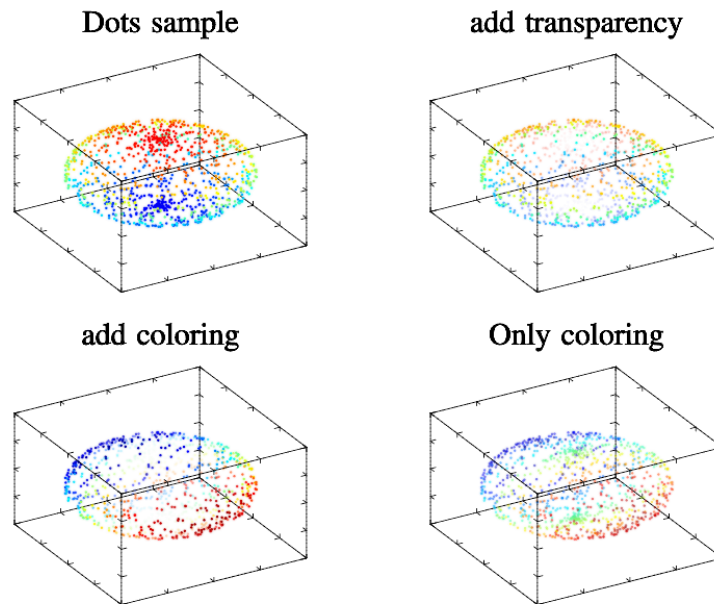 Dots sample
add transparency
add coloring
Only coloring